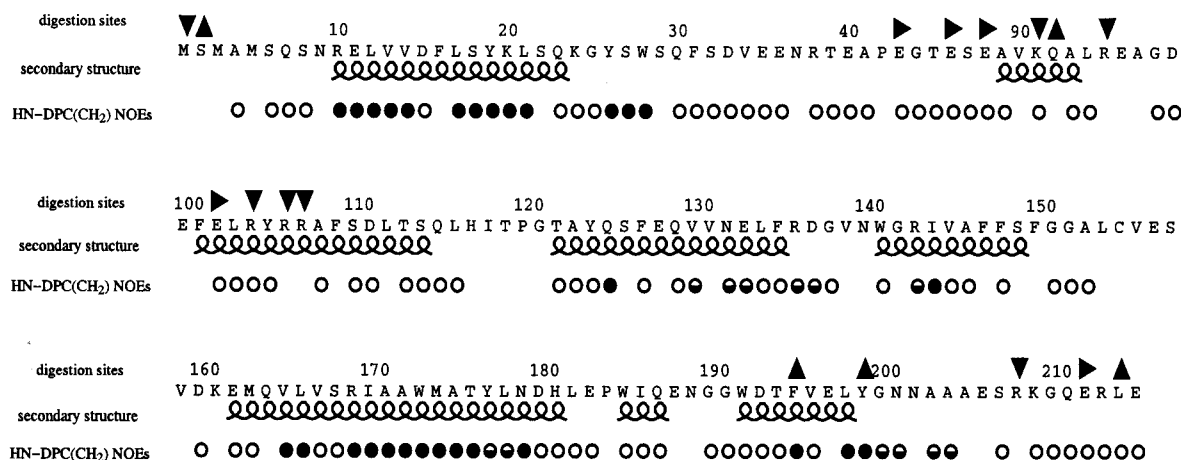 digestion sites 10 20 30 40 90
M S M A M S Q S N R E L V V D F L S Y K L S Q K G Y S W S Q F S D V E E N R T E A P E G T E S E A V K Q A L R E A G D
secondary structure
HN–DPC(CH2) NOEs
digestion sites 100 110 120 130 140 150
E F E L R Y R R A F S D L T S Q L H I T P G T A Y Q S F E Q V V N E L F R D G V N W G R I V A F F S F G G A L C V E S
secondary structure
HN–DPC(CH2) NOEs
digestion sites 160 170 180 190 200 210
V D K E M Q V L V S R I A A W M A T Y L N D H L E P W I Q E N G G W D T F V E L Y G N N A A A E S R K G Q E R L E
secondary structure
HN–DPC(CH2) NOEs